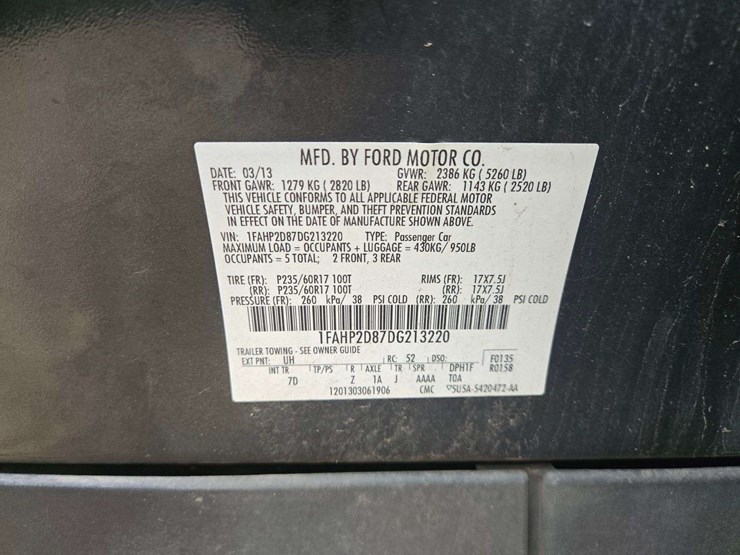 MFD. BY FORD MOTOR CO.
DATE: 03/13 GVWR: 2386 KG ( 5260 LB)
FRONT GAWR: 1279 KG ( 2820 LB) REAR GAWR: 1143 KG ( 2520 LB)
THIS VEHICLE CONFORMS TO ALL APPLICABLE FEDERAL MOTOR
VEHICLE SAFETY, BUMPER, AND THEFT PREVENTION STANDARDS
IN EFFECT ON THE DATE OF MANUFACTURE SHOWN ABOVE.
VIN: 1FAHP2D87DG213220 TYPE: Passenger Car
MAXIMUM LOAD = OCCUPANTS + LUGGAGE = 430KG/ 950LB
OCCUPANTS = 5 TOTAL; 2 FRONT, 3 REAR
TIRE (FR): P235/60R17 100T RIMS (FR): 17X7.5J
(RR): P235/60R17 100T (RR): 17X7.5J
PRESSURE (FR): 260 kPa/ 38 PSI COLD (RR): 260 kPa/ 38 PSI COLD
1FAHP2D87DG213220
TRAILER TOWING - SEE OWNER GUIDE
EXT PNT: UH RC: 52 DSO: F0135
INT TR TP/PS R AXLE TR SPR DPH1F R0158
7D Z 1A J AAAA TOA
1201303061906 CMC 5USA-5420472-AA